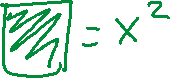 = x²